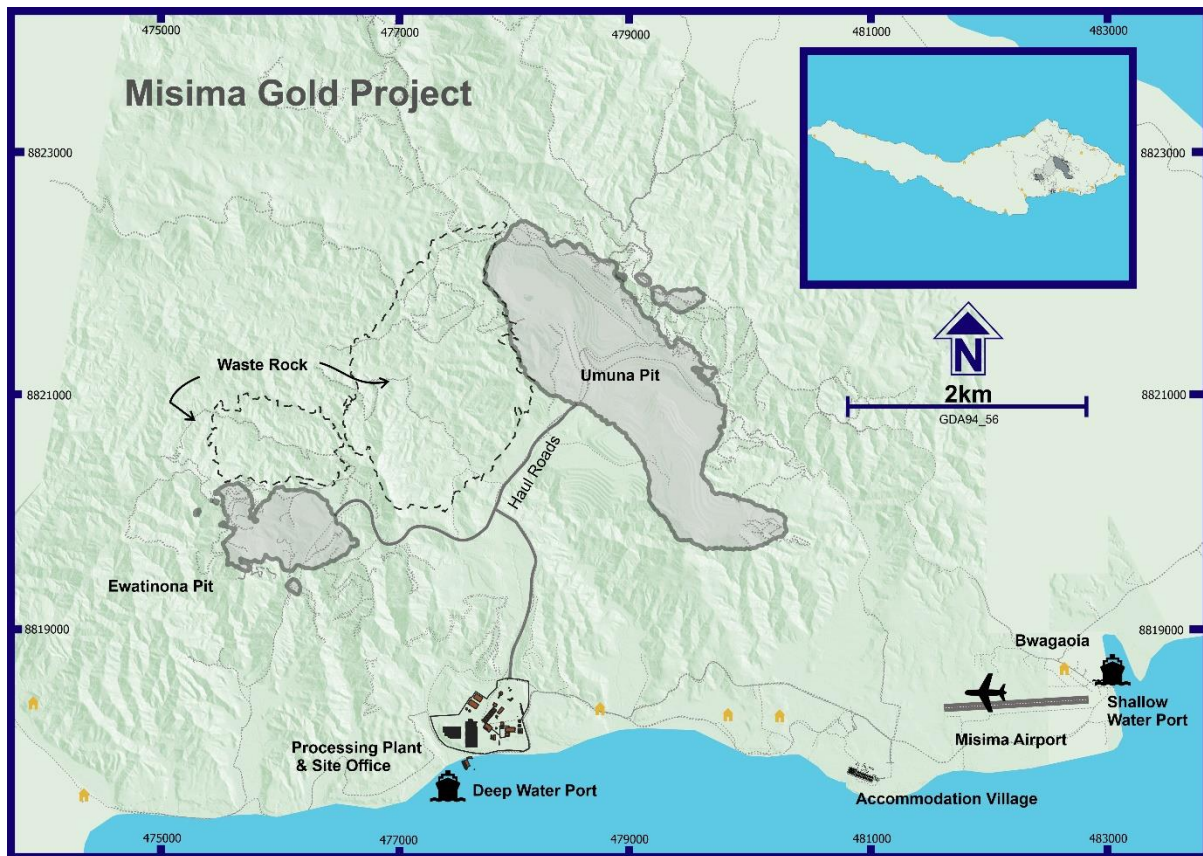 475000
477000
479000
481000
483000
Misima Gold Project
8823000
8823000
N
2km
GDA94_56
Waste Rock
Umuna Pit
8821000
8821000
Haul Roads
Ewatinona Pit
8819000
8819000
Bwagaoia
Shallow
Water Port
Misima Airport
Processing Plant
& Site Office
Deep Water Port
Accommodation Village
475000
477000
479000
481000
483000